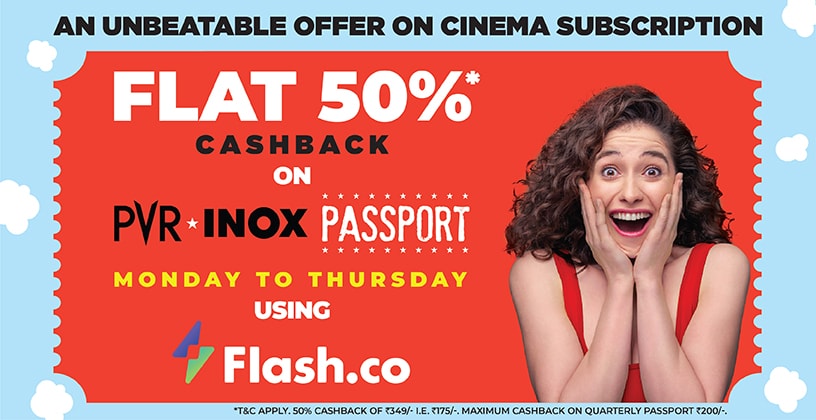 AN UNBEATABLE OFFER ON CINEMA SUBSCRIPTION
FLAT 50%*
CASHBACK
ON
PVR ★ INOX PASSPORT
MONDAY TO THURSDAY
USING
Flash.co
*T&C APPLY. 50% CASHBACK OF ₹349/- I.E. ₹175/-. MAXIMUM CASHBACK ON QUARTERLY PASSPORT ₹200/-.